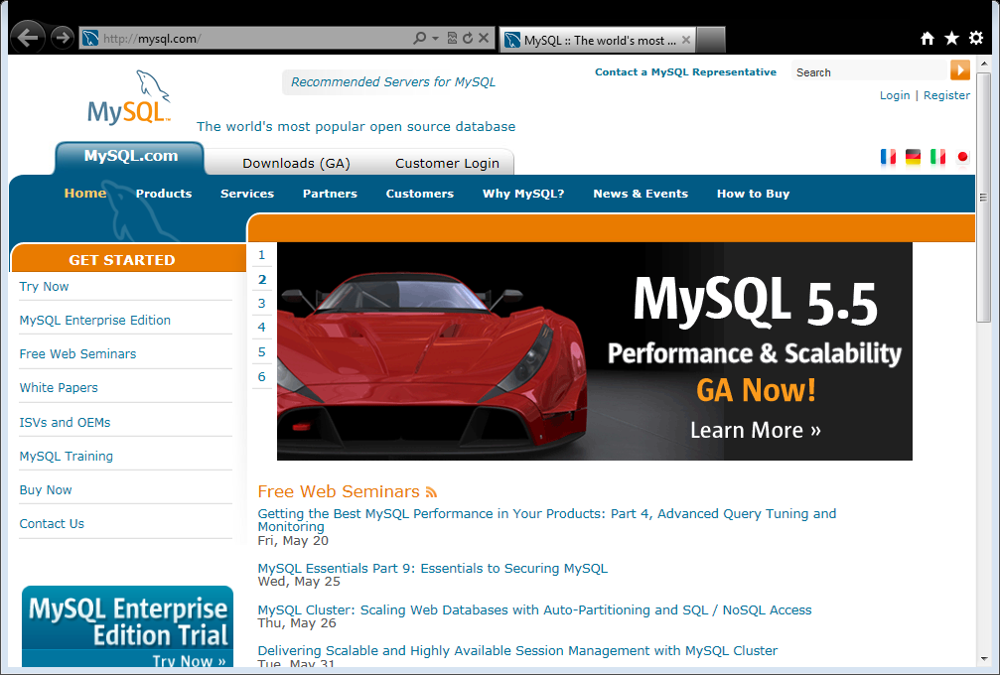 http://mysql.com/
MySQL :: The world's most ...
MySQL™
Recommended Servers for MySQL
Contact a MySQL Representative
Search
Login | Register
The world's most popular open source database
MySQL.com
Downloads (GA)
Customer Login
Home
Products
Services
Partners
Customers
Why MySQL?
News & Events
How to Buy
GET STARTED
Try Now
MySQL Enterprise Edition
Free Web Seminars
White Papers
ISVs and OEMs
MySQL Training
Buy Now
Contact Us
MySQL Enterprise
Edition Trial
Try Now »
1
2
3
4
5
6
MySQL 5.5
Performance & Scalability
GA Now!
Learn More »
Free Web Seminars
Getting the Best MySQL Performance in Your Products: Part 4, Advanced Query Tuning and
Monitoring
Fri, May 20
MySQL Essentials Part 9: Essentials to Securing MySQL
Wed, May 25
MySQL Cluster: Scaling Web Databases with Auto-Partitioning and SQL / NoSQL Access
Thu, May 26
Delivering Scalable and Highly Available Session Management with MySQL Cluster
Tue, May 31